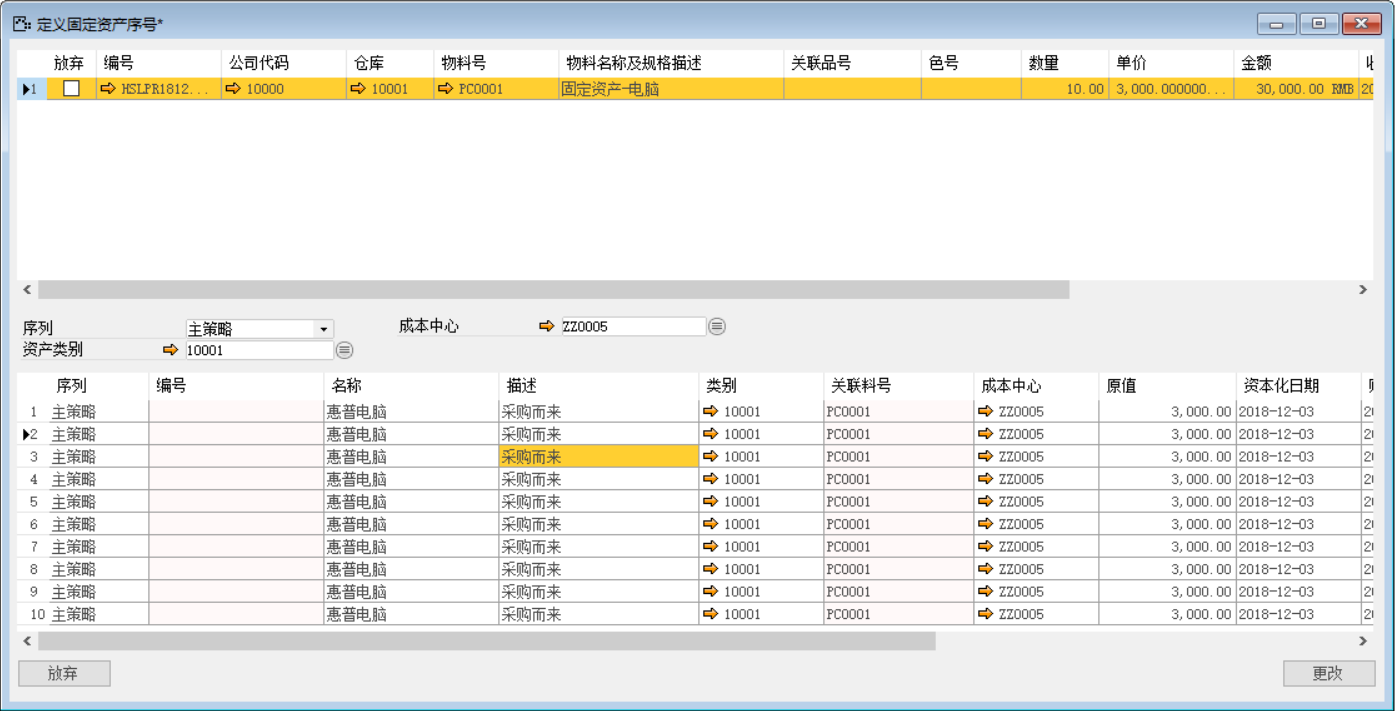 定义固定资产序号*
放弃 编号 公司代码 仓库 物料号 物料名称及规格描述 关联品号 色号 数量 单价 金额
1 HSLPR1812... 10000 10001 PC0001 固定资产-电脑 10.00 3,000.000000... 30,000.00 RMB 20
序列 主策略 成本中心 ZZ0005
资产类别 10001
序列 编号 名称 描述 类别 关联料号 成本中心 原值 资本化日期
1 主策略 惠普电脑 采购而来 10001 PC0001 ZZ0005 3,000.00 2018-12-03
2 主策略 惠普电脑 采购而来 10001 PC0001 ZZ0005 3,000.00 2018-12-03
3 主策略 惠普电脑 采购而来 10001 PC0001 ZZ0005 3,000.00 2018-12-03
4 主策略 惠普电脑 采购而来 10001 PC0001 ZZ0005 3,000.00 2018-12-03
5 主策略 惠普电脑 采购而来 10001 PC0001 ZZ0005 3,000.00 2018-12-03
6 主策略 惠普电脑 采购而来 10001 PC0001 ZZ0005 3,000.00 2018-12-03
7 主策略 惠普电脑 采购而来 10001 PC0001 ZZ0005 3,000.00 2018-12-03
8 主策略 惠普电脑 采购而来 10001 PC0001 ZZ0005 3,000.00 2018-12-03
9 主策略 惠普电脑 采购而来 10001 PC0001 ZZ0005 3,000.00 2018-12-03
10 主策略 惠普电脑 采购而来 10001 PC0001 ZZ0005 3,000.00 2018-12-03
放弃 更改